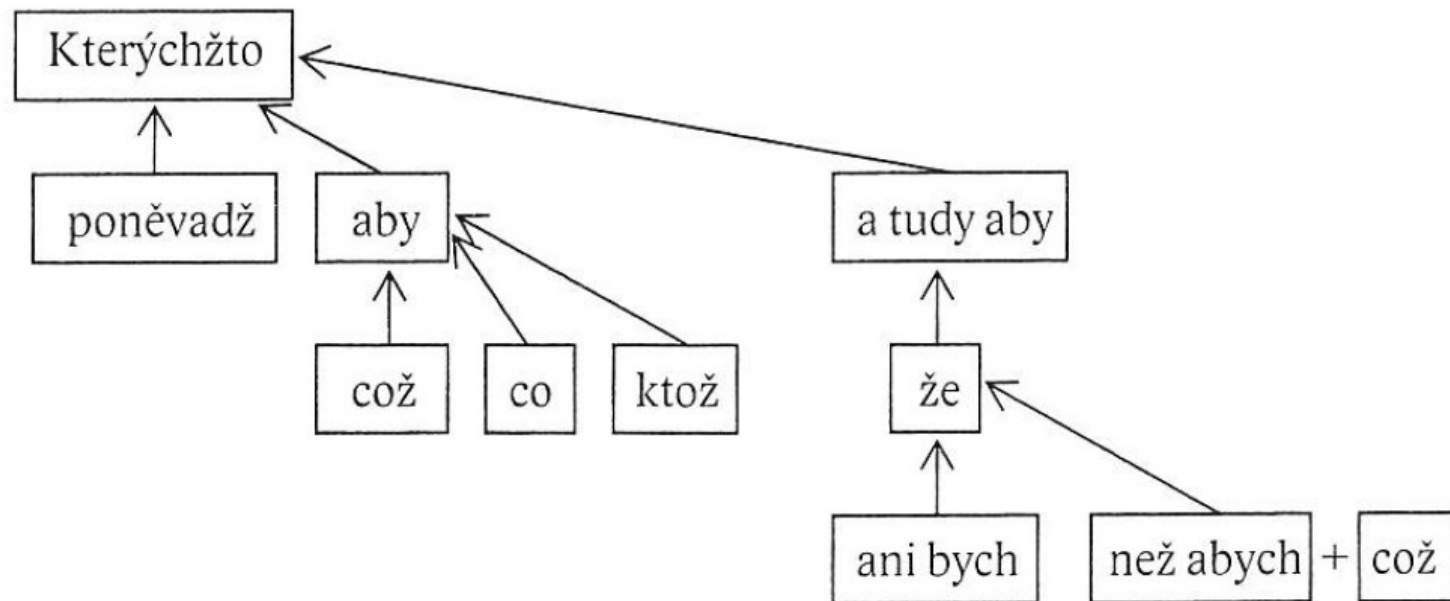 Kterýchžto
poněvadž aby a tudy aby
což co ktož že
ani bych než abych + což